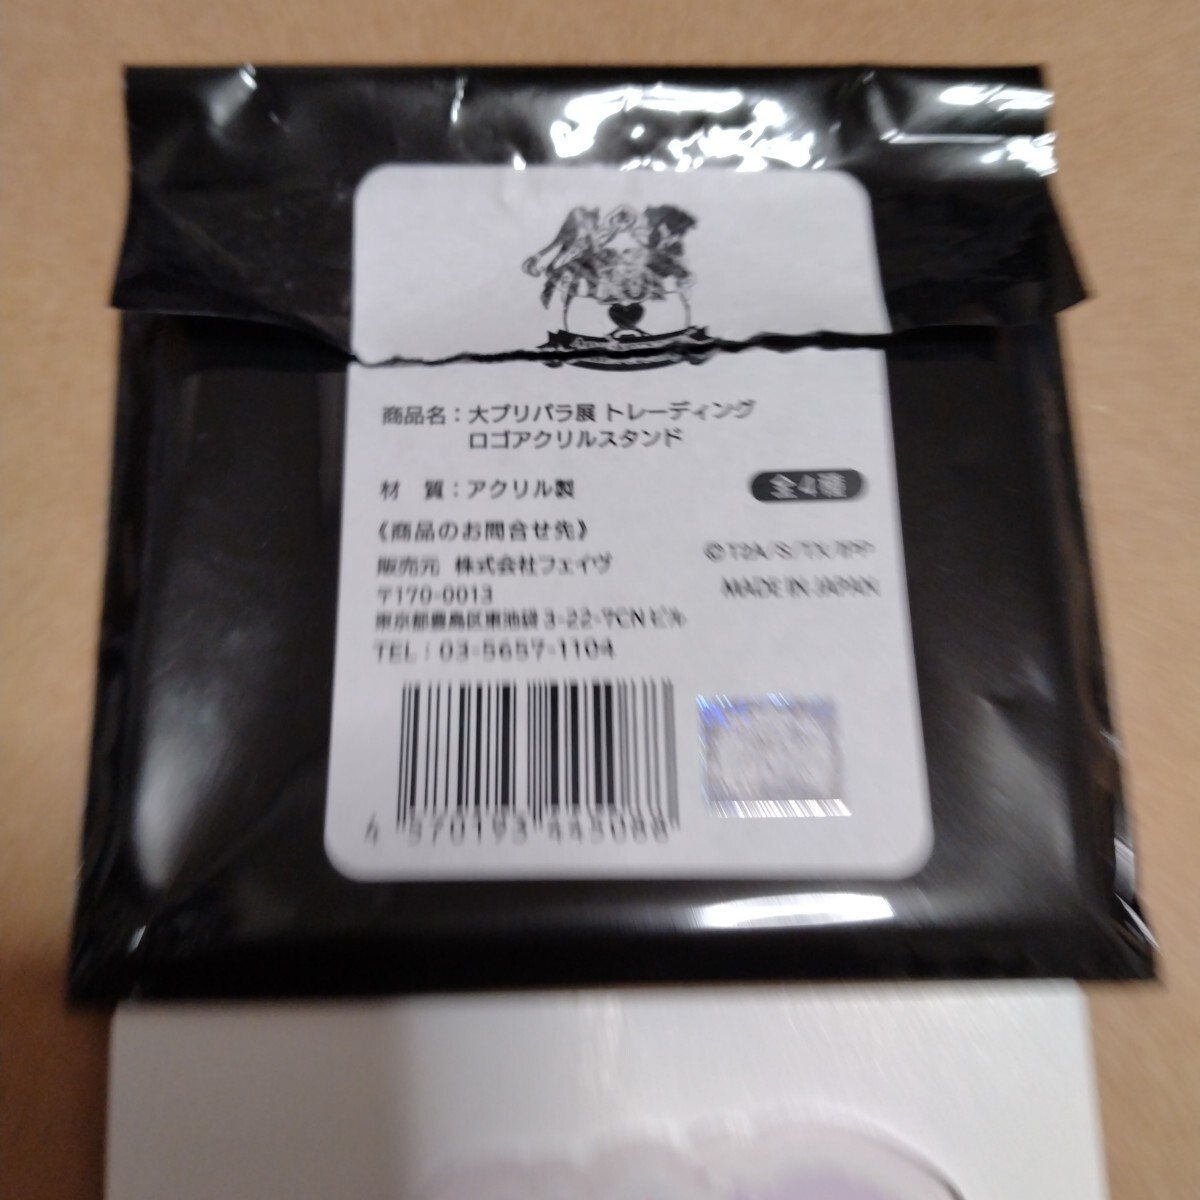 商品名：大プリパラ展 トレーディング
ロゴアクリルスタンド
材　質：アクリル製
全4種
《商品のお問合せ先》
販売元　株式会社フェイヴ
〒170-0013
東京都豊島区東池袋 3-22-7CNビル
TEL：03-5657-1104
©T2A/S/TX/IPP
MADE IN JAPAN
4 570193 445088